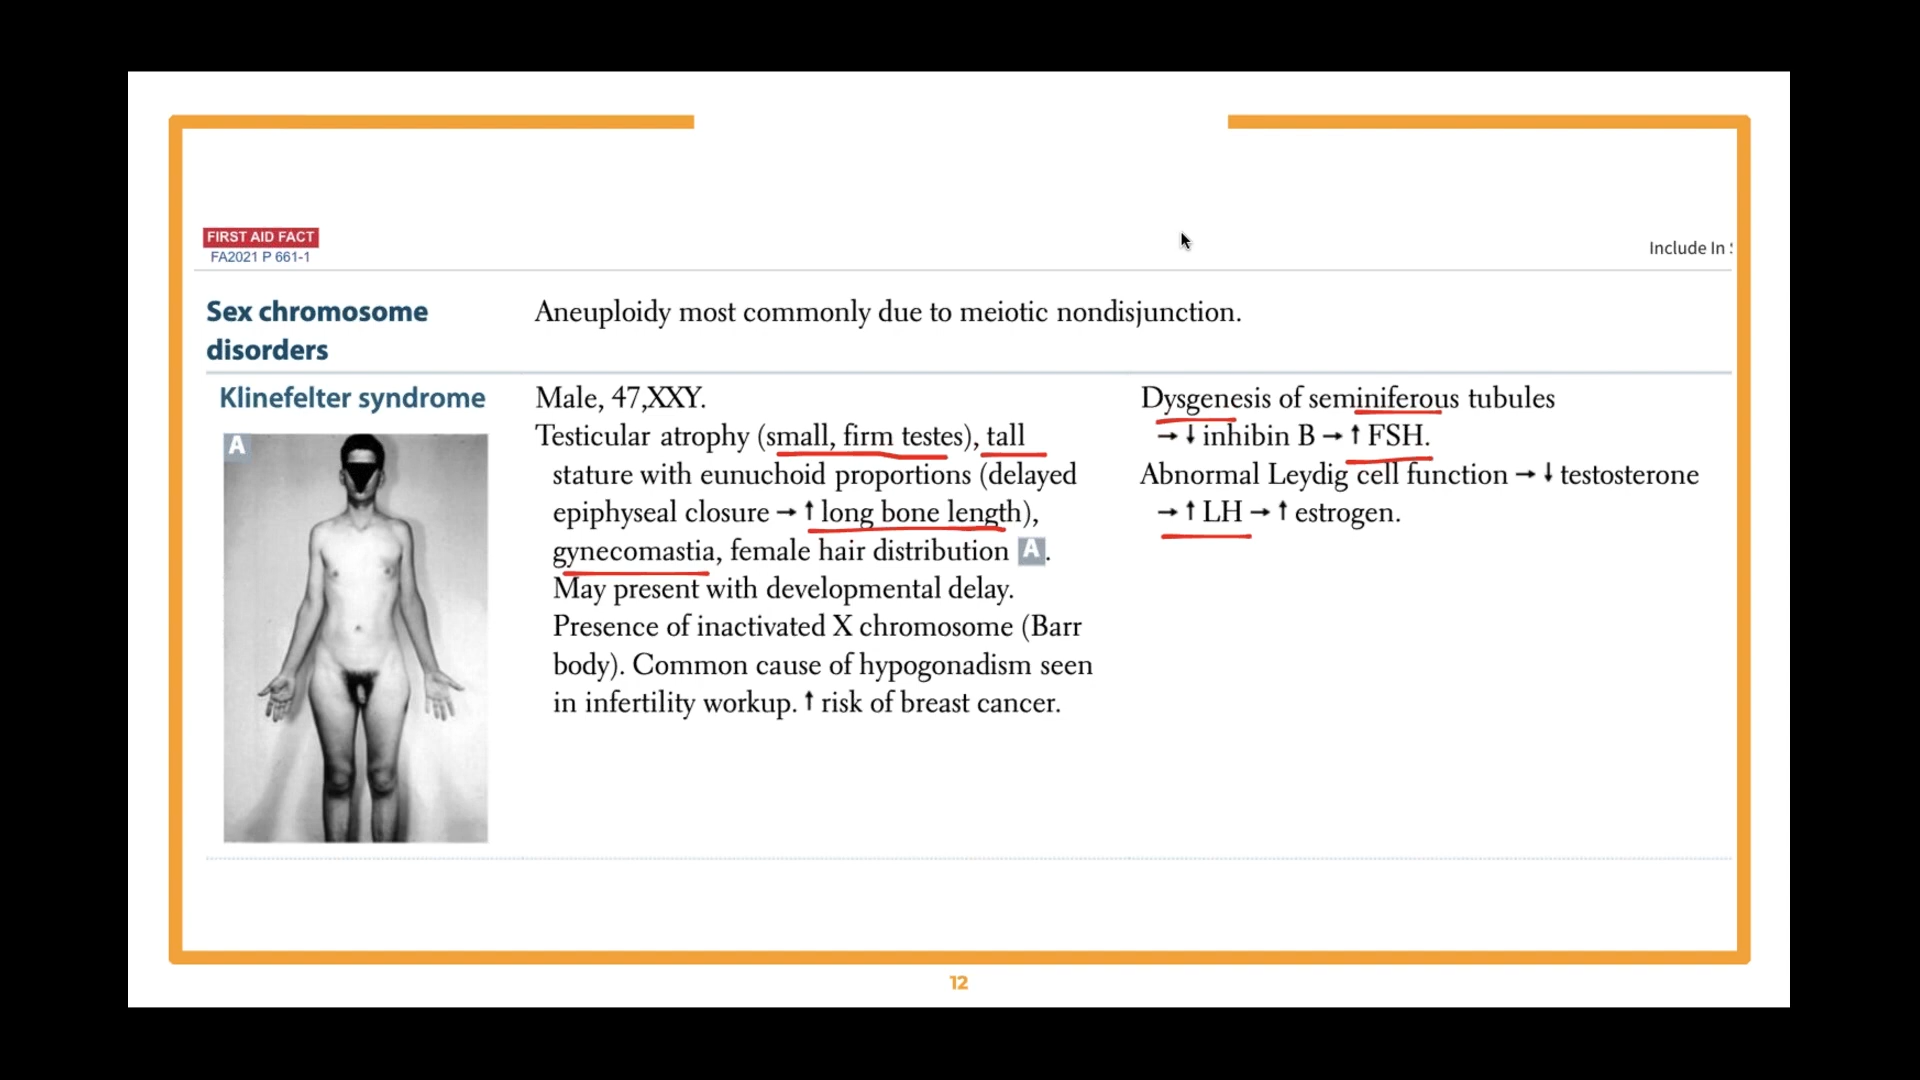 FIRST AID FACT
FA2021 P 661-1
Include In
Sex chromosome
disorders
Aneuploidy most commonly due to meiotic nondisjunction.
Klinefelter syndrome
A
Male, 47,XXY.
Testicular atrophy (small, firm testes), tall
stature with eunuchoid proportions (delayed
epiphyseal closure → ↑ long bone length),
gynecomastia, female hair distribution A.
May present with developmental delay.
Presence of inactivated X chromosome (Barr
body). Common cause of hypogonadism seen
in infertility workup. ↑ risk of breast cancer.
Dysgenesis of seminiferous tubules
→ ↓ inhibin B → ↑ FSH.
Abnormal Leydig cell function → ↓ testosterone
→ ↑ LH → ↑ estrogen.
12